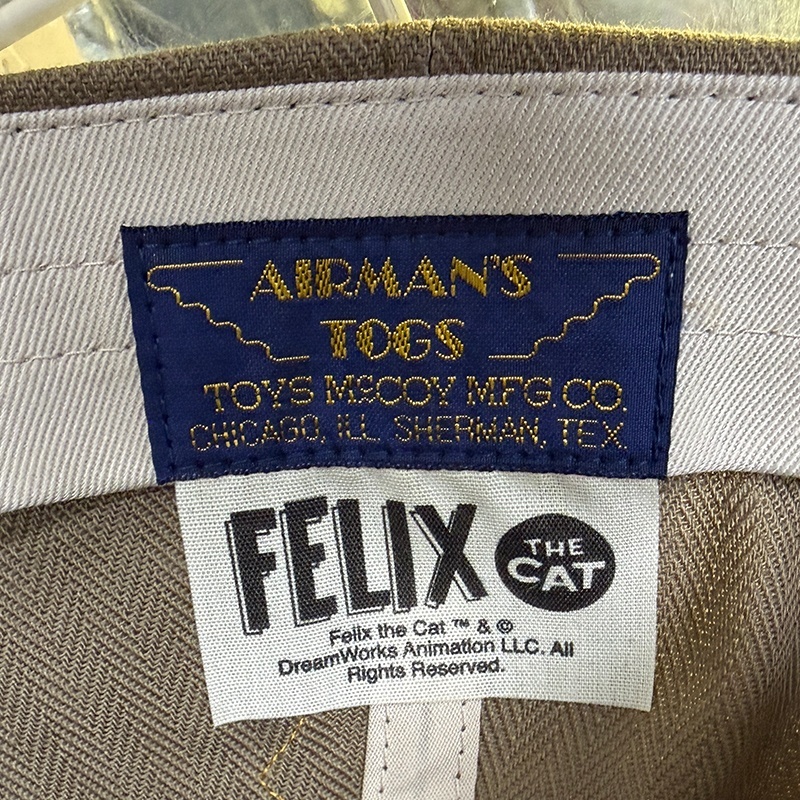 AIRMAN'S
TOGS
TOYS McCOY MFG. CO.
CHICAGO, ILL. SHERMAN, TEX.
FELIX THE CAT
Felix the Cat ™ & ©
DreamWorks Animation LLC. All
Rights Reserved.